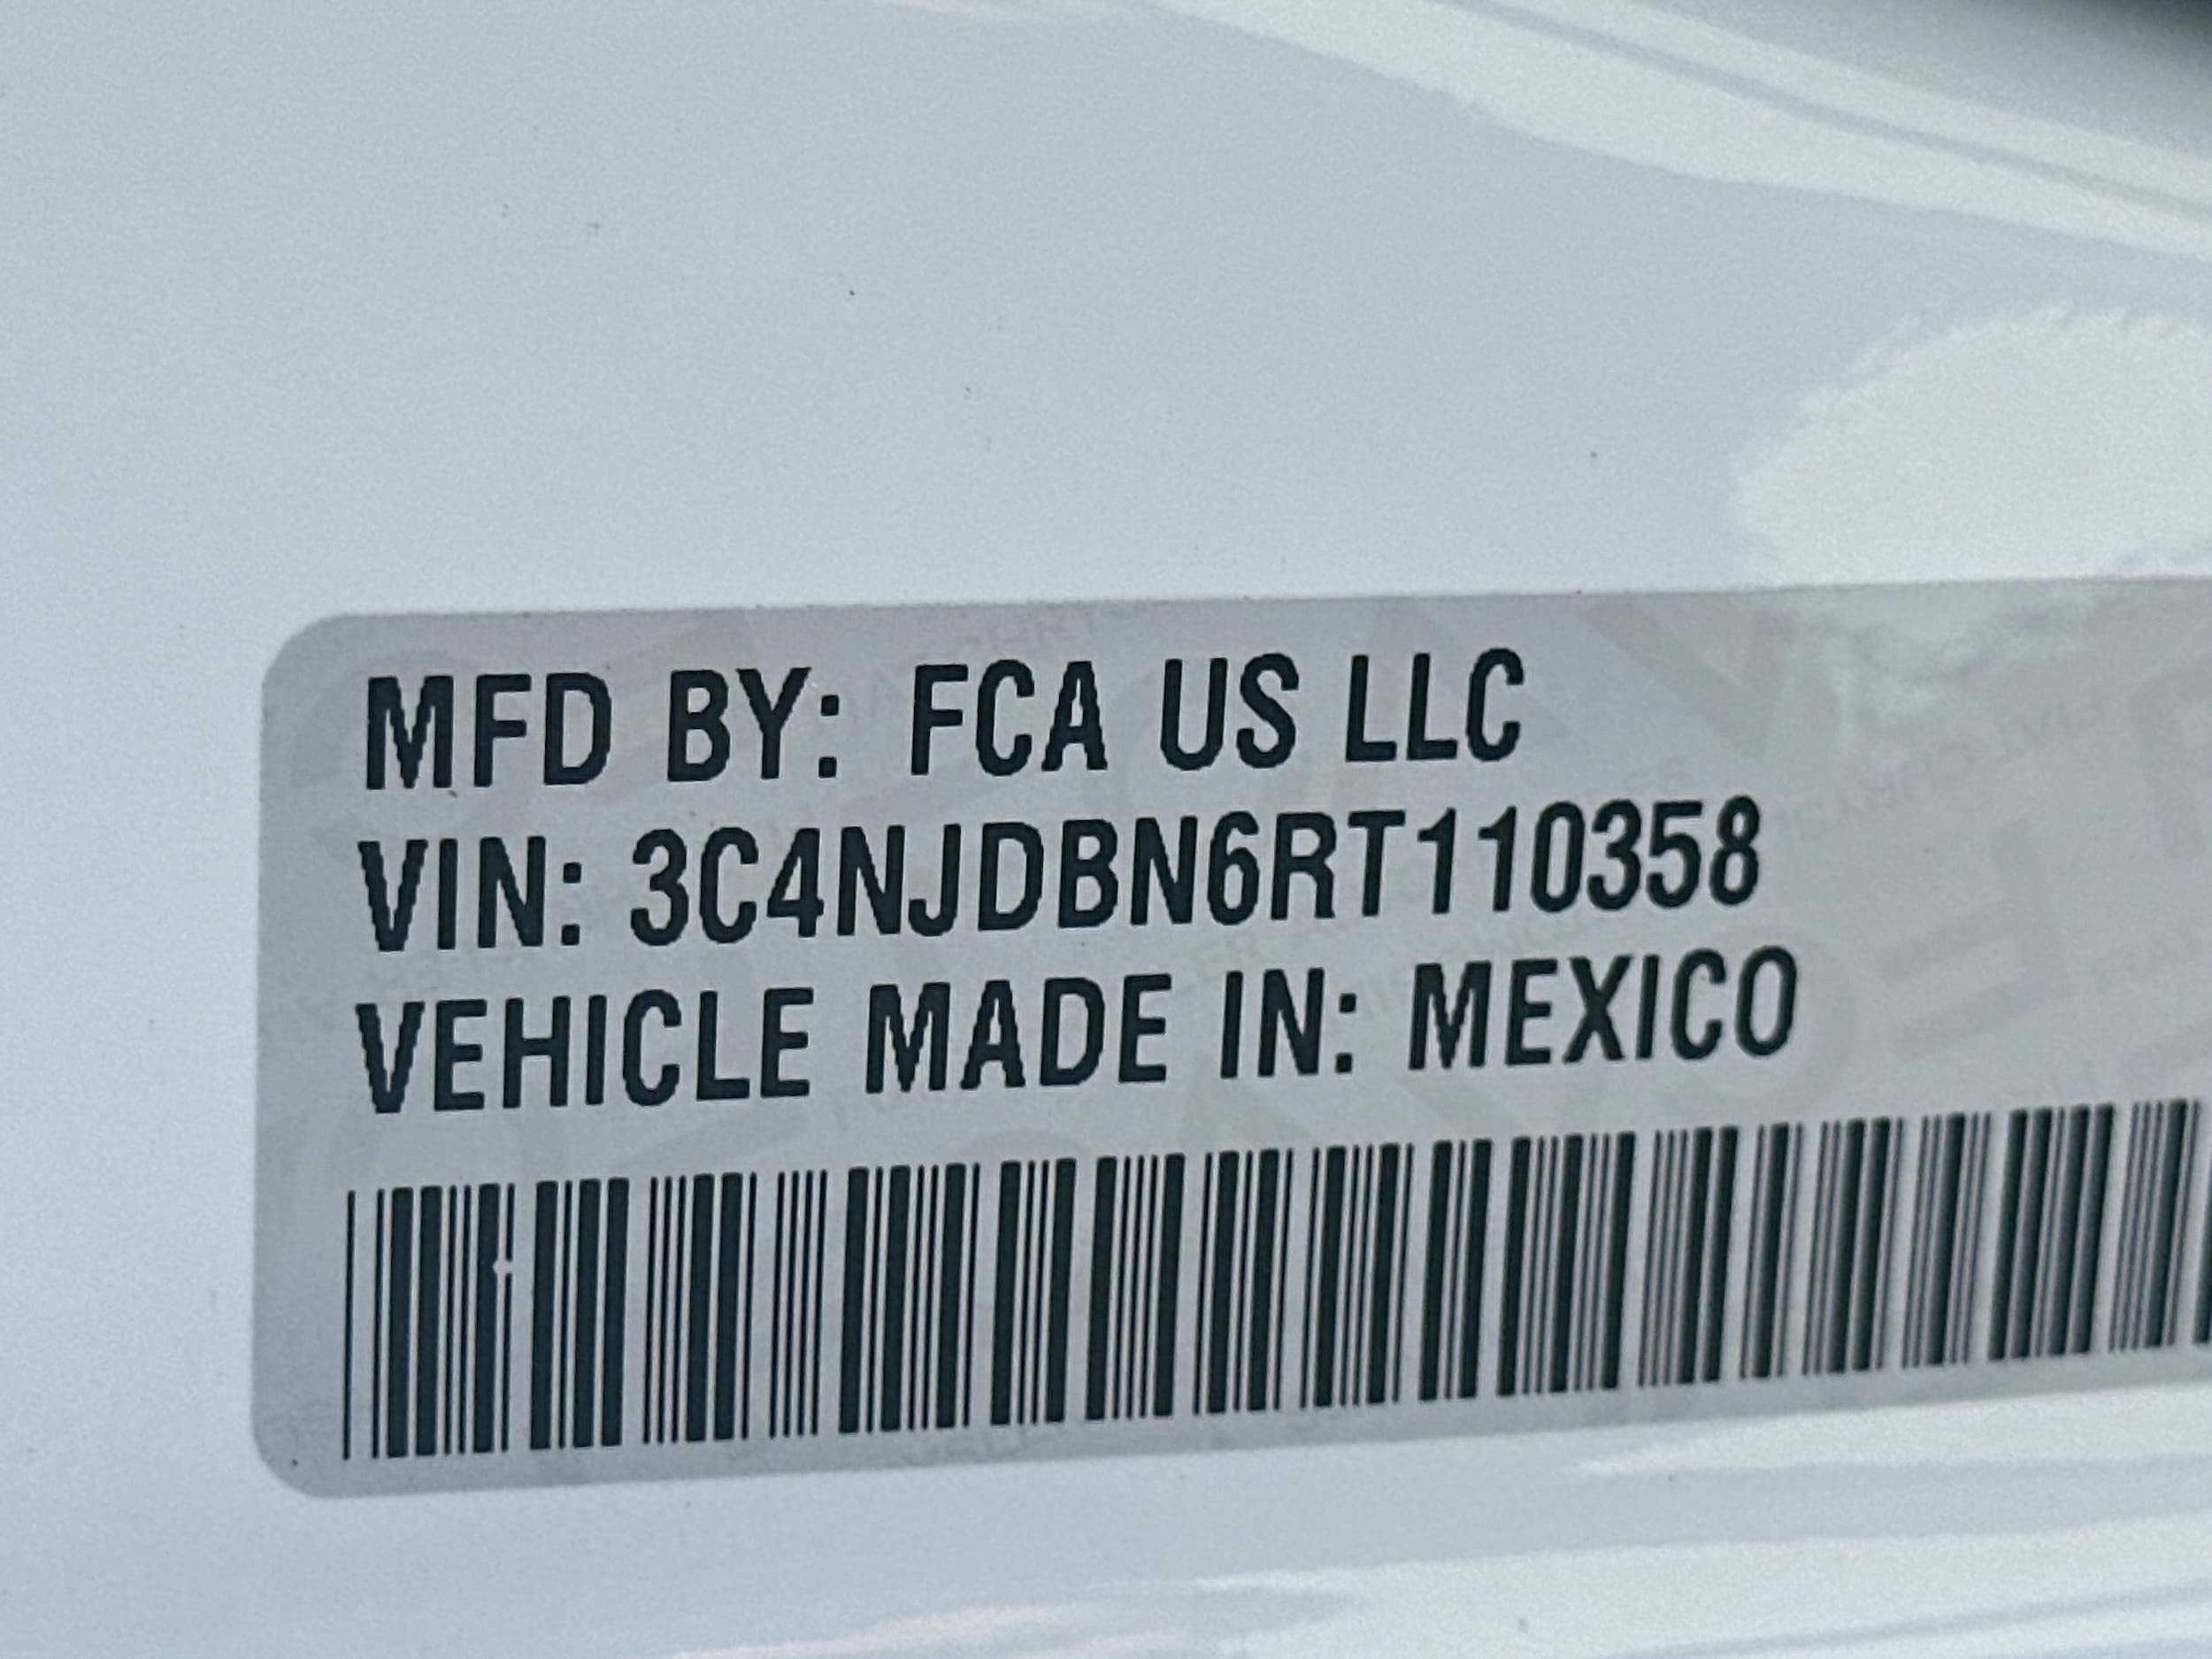 MFD BY: FCA US LLC
VIN: 3C4NJDBN6RT110358
VEHICLE MADE IN: MEXICO